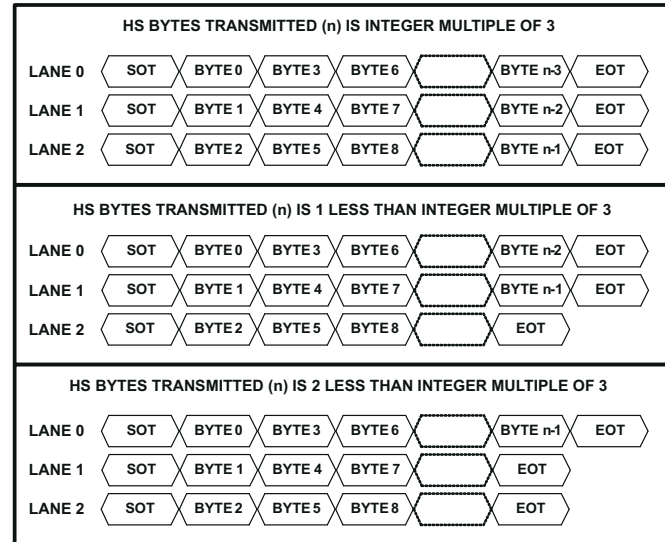 HS BYTES TRANSMITTED (n) IS INTEGER MULTIPLE OF 3
LANE 0 SOT BYTE 0 BYTE 3 BYTE 6 BYTE n-3 EOT
LANE 1 SOT BYTE 1 BYTE 4 BYTE 7 BYTE n-2 EOT
LANE 2 SOT BYTE 2 BYTE 5 BYTE 8 BYTE n-1 EOT
HS BYTES TRANSMITTED (n) IS 1 LESS THAN INTEGER MULTIPLE OF 3
LANE 0 SOT BYTE 0 BYTE 3 BYTE 6 BYTE n-2 EOT
LANE 1 SOT BYTE 1 BYTE 4 BYTE 7 BYTE n-1 EOT
LANE 2 SOT BYTE 2 BYTE 5 BYTE 8 EOT
HS BYTES TRANSMITTED (n) IS 2 LESS THAN INTEGER MULTIPLE OF 3
LANE 0 SOT BYTE 0 BYTE 3 BYTE 6 BYTE n-1 EOT
LANE 1 SOT BYTE 1 BYTE 4 BYTE 7 EOT
LANE 2 SOT BYTE 2 BYTE 5 BYTE 8 EOT